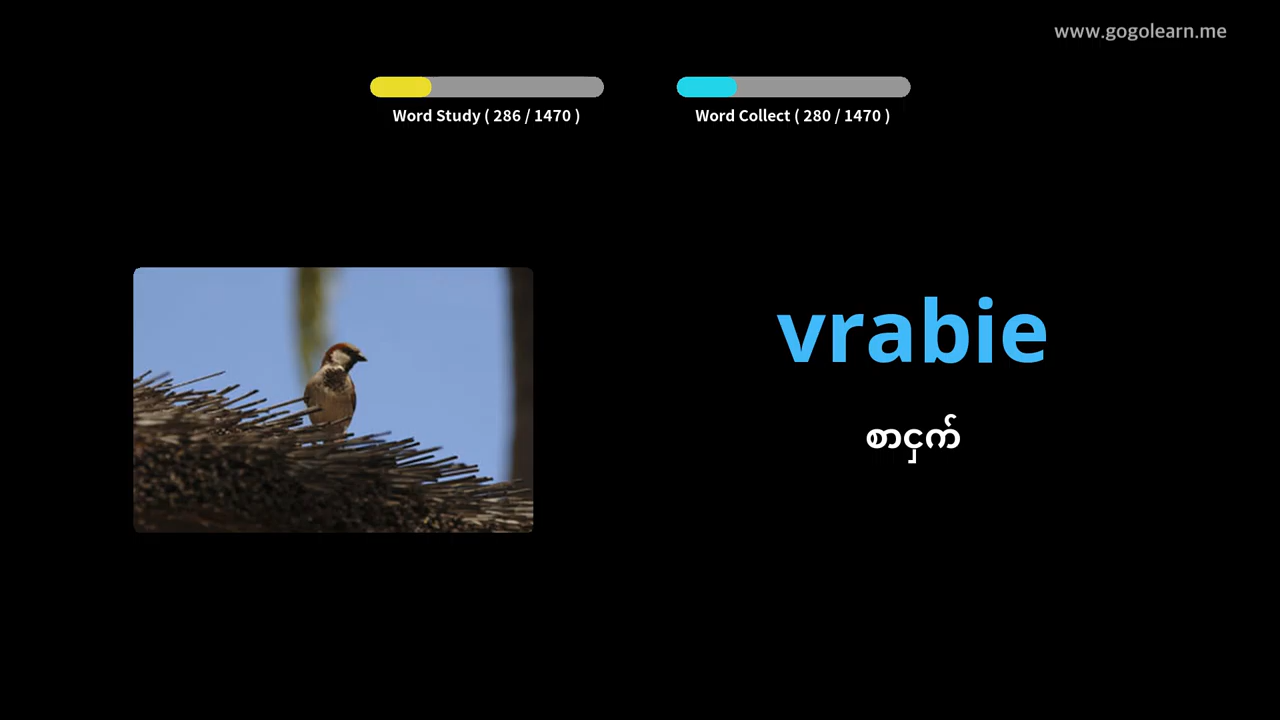 www.gogolearn.me
Word Study ( 286 / 1470 )
Word Collect ( 280 / 1470 )
vrabie
စာငှက်